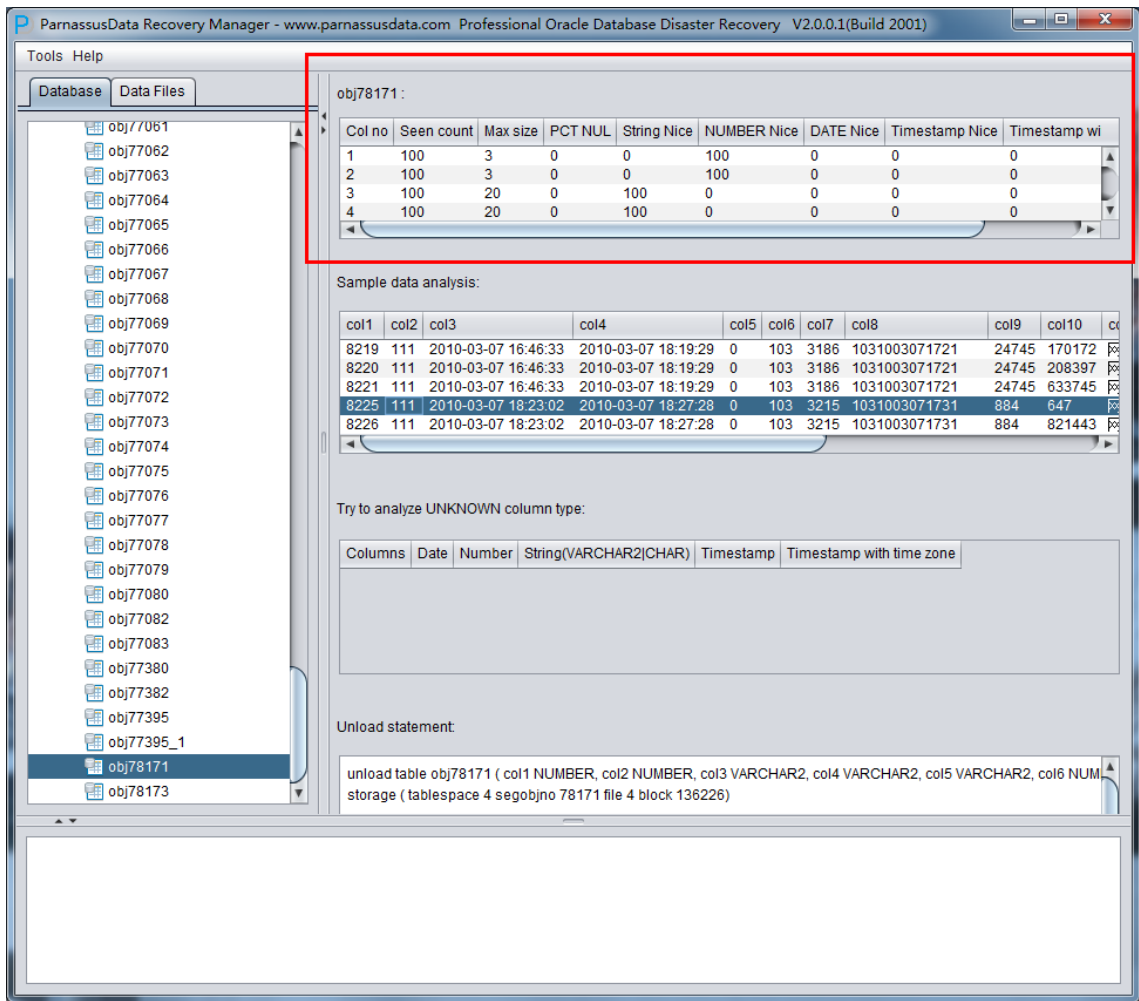 ParnassusData Recovery Manager - www.parnassusdata.com Professional Oracle Database Disaster Recovery V2.0.0.1(Build 2001)
Tools Help
Database Data Files
obj77061
obj77062
obj77063
obj77064
obj77065
obj77066
obj77067
obj77068
obj77069
obj77070
obj77071
obj77072
obj77073
obj77074
obj77075
obj77076
obj77077
obj77078
obj77079
obj77080
obj77082
obj77083
obj77380
obj77382
obj77395
obj77395_1
obj78171
obj78173
obj78171 :
Col no Seen count Max size PCT NUL String Nice NUMBER Nice DATE Nice Timestamp Nice Timestamp wi
1 100 3 0 0 100 0 0 0
2 100 3 0 0 100 0 0 0
3 100 20 0 100 0 0 0 0
4 100 20 0 100 0 0 0 0
Sample data analysis:
col1 col2 col3 col4 col5 col6 col7 col8 col9 col10
8219 111 2010-03-07 16:46:33 2010-03-07 18:19:29 0 103 3186 1031003071721 24745 170172
8220 111 2010-03-07 16:46:33 2010-03-07 18:19:29 0 103 3186 1031003071721 24745 208397
8221 111 2010-03-07 16:46:33 2010-03-07 18:19:29 0 103 3186 1031003071721 24745 633745
8225 111 2010-03-07 18:23:02 2010-03-07 18:27:28 0 103 3215 1031003071731 884 647
8226 111 2010-03-07 18:23:02 2010-03-07 18:27:28 0 103 3215 1031003071731 884 821443
Try to analyze UNKNOWN column type:
Columns Date Number String(VARCHAR2|CHAR) Timestamp Timestamp with time zone
Unload statement:
unload table obj78171 ( col1 NUMBER, col2 NUMBER, col3 VARCHAR2, col4 VARCHAR2, col5 VARCHAR2, col6 NUM
storage ( tablespace 4 segobjno 78171 file 4 block 136226)